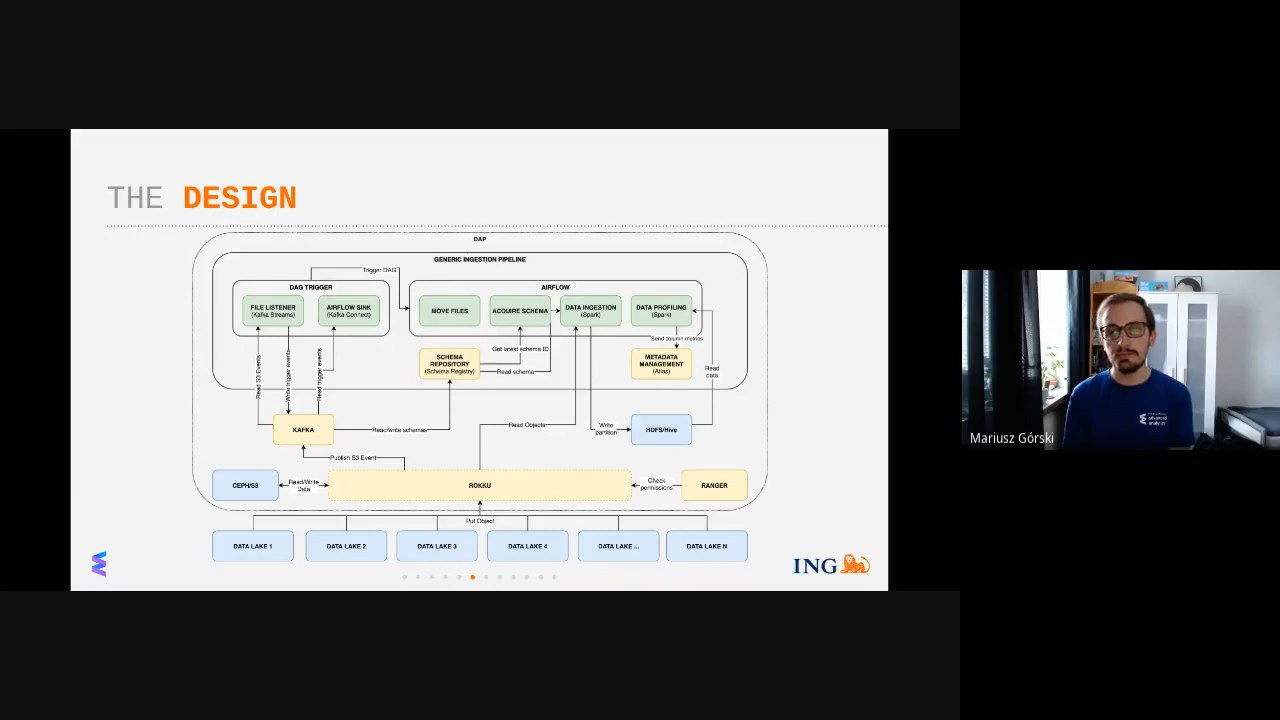 THE DESIGN
DAP
GENERIC INGESTION PIPELINE
Trigger DAG
DAG TRIGGER
AIRFLOW
FILE LISTENER
(Kafka Streams)
AIRFLOW SINK
(Kafka Connect)
MOVE FILES
ACQUIRE SCHEMA
DATA INGESTION
(Spark)
DATA PROFILING
(Spark)
Send column metrics
Get latest schema ID
SCHEMA
REPOSITORY
(Schema Registry)
Read schema
METADATA
MANAGEMENT
(Atlas)
Read S3 Events
Write trigger events
Read trigger events
Read
data
KAFKA
Read/write schemas
Read Objects
Write
partition
HDFS/Hive
Publish S3 Event
CEPH/S3
Read/Write
Data
ROKKU
Check
permissions
RANGER
Put Object
DATA LAKE 1
DATA LAKE 2
DATA LAKE 3
DATA LAKE 4
DATA LAKE ...
DATA LAKE N
ING
advanced
analytics
Mariusz Górski